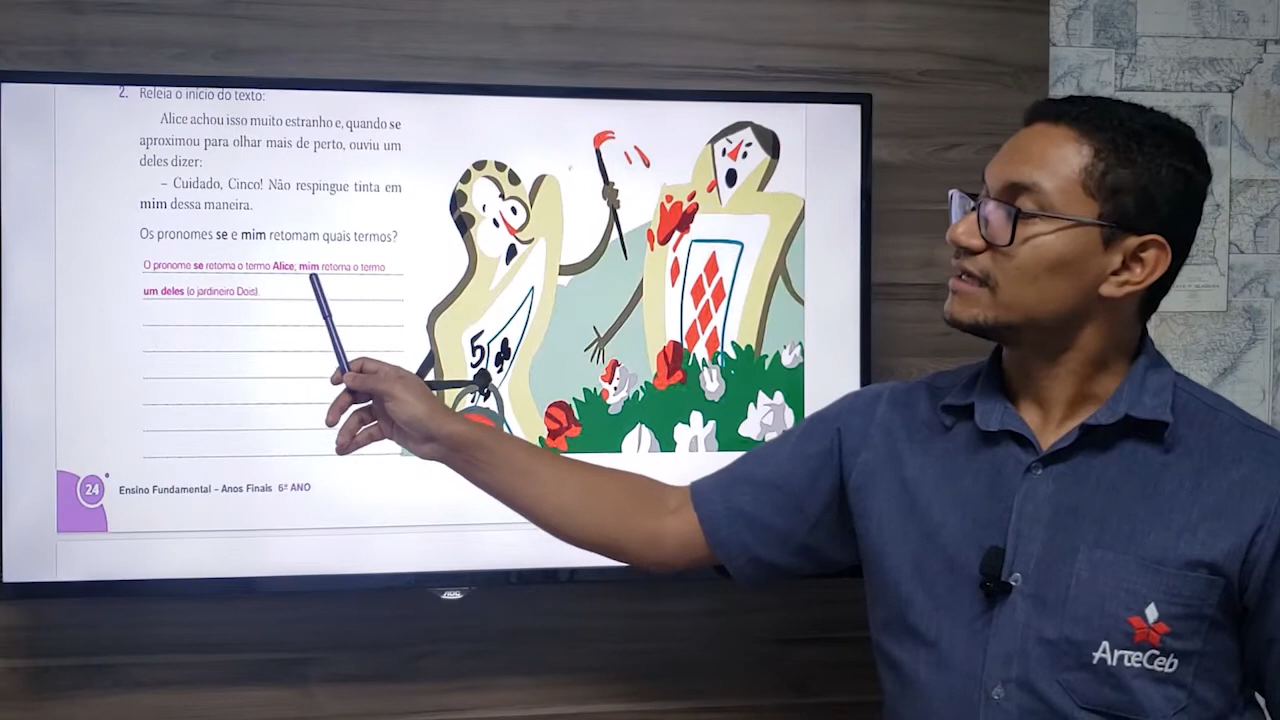 2. Releia o início do texto:
Alice achou isso muito estranho e, quando se
aproximou para olhar mais de perto, ouviu um
deles dizer:
– Cuidado, Cinco! Não respingue tinta em
mim dessa maneira.
Os pronomes se e mim retomam quais termos?
O pronome se retoma o termo Alice; mim retoma o termo
um deles (o jardineiro Dois).
5
24 Ensino Fundamental – Anos Finais 6º ANO
AOC
ArteCeb